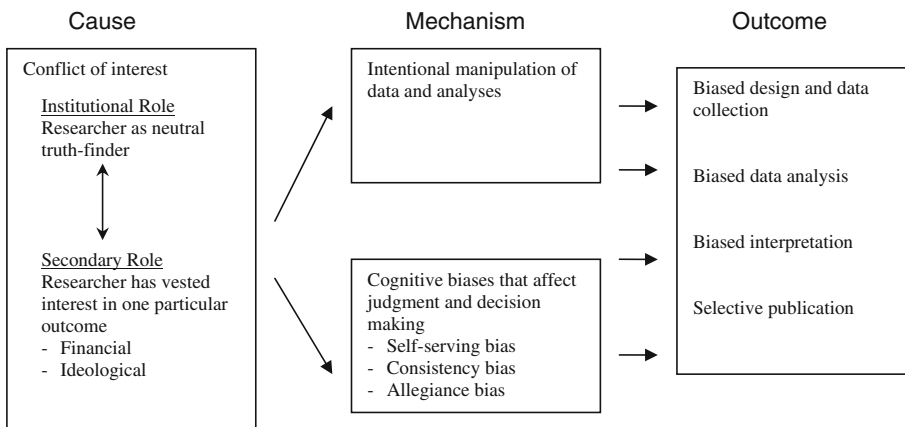 Cause
Mechanism
Outcome
Conflict of interest
Institutional Role
Researcher as neutral
truth-finder
Secondary Role
Researcher has vested
interest in one particular
outcome
- Financial
- Ideological
Intentional manipulation of
data and analyses
Cognitive biases that affect
judgment and decision
making
- Self-serving bias
- Consistency bias
- Allegiance bias
Biased design and data
collection
Biased data analysis
Biased interpretation
Selective publication